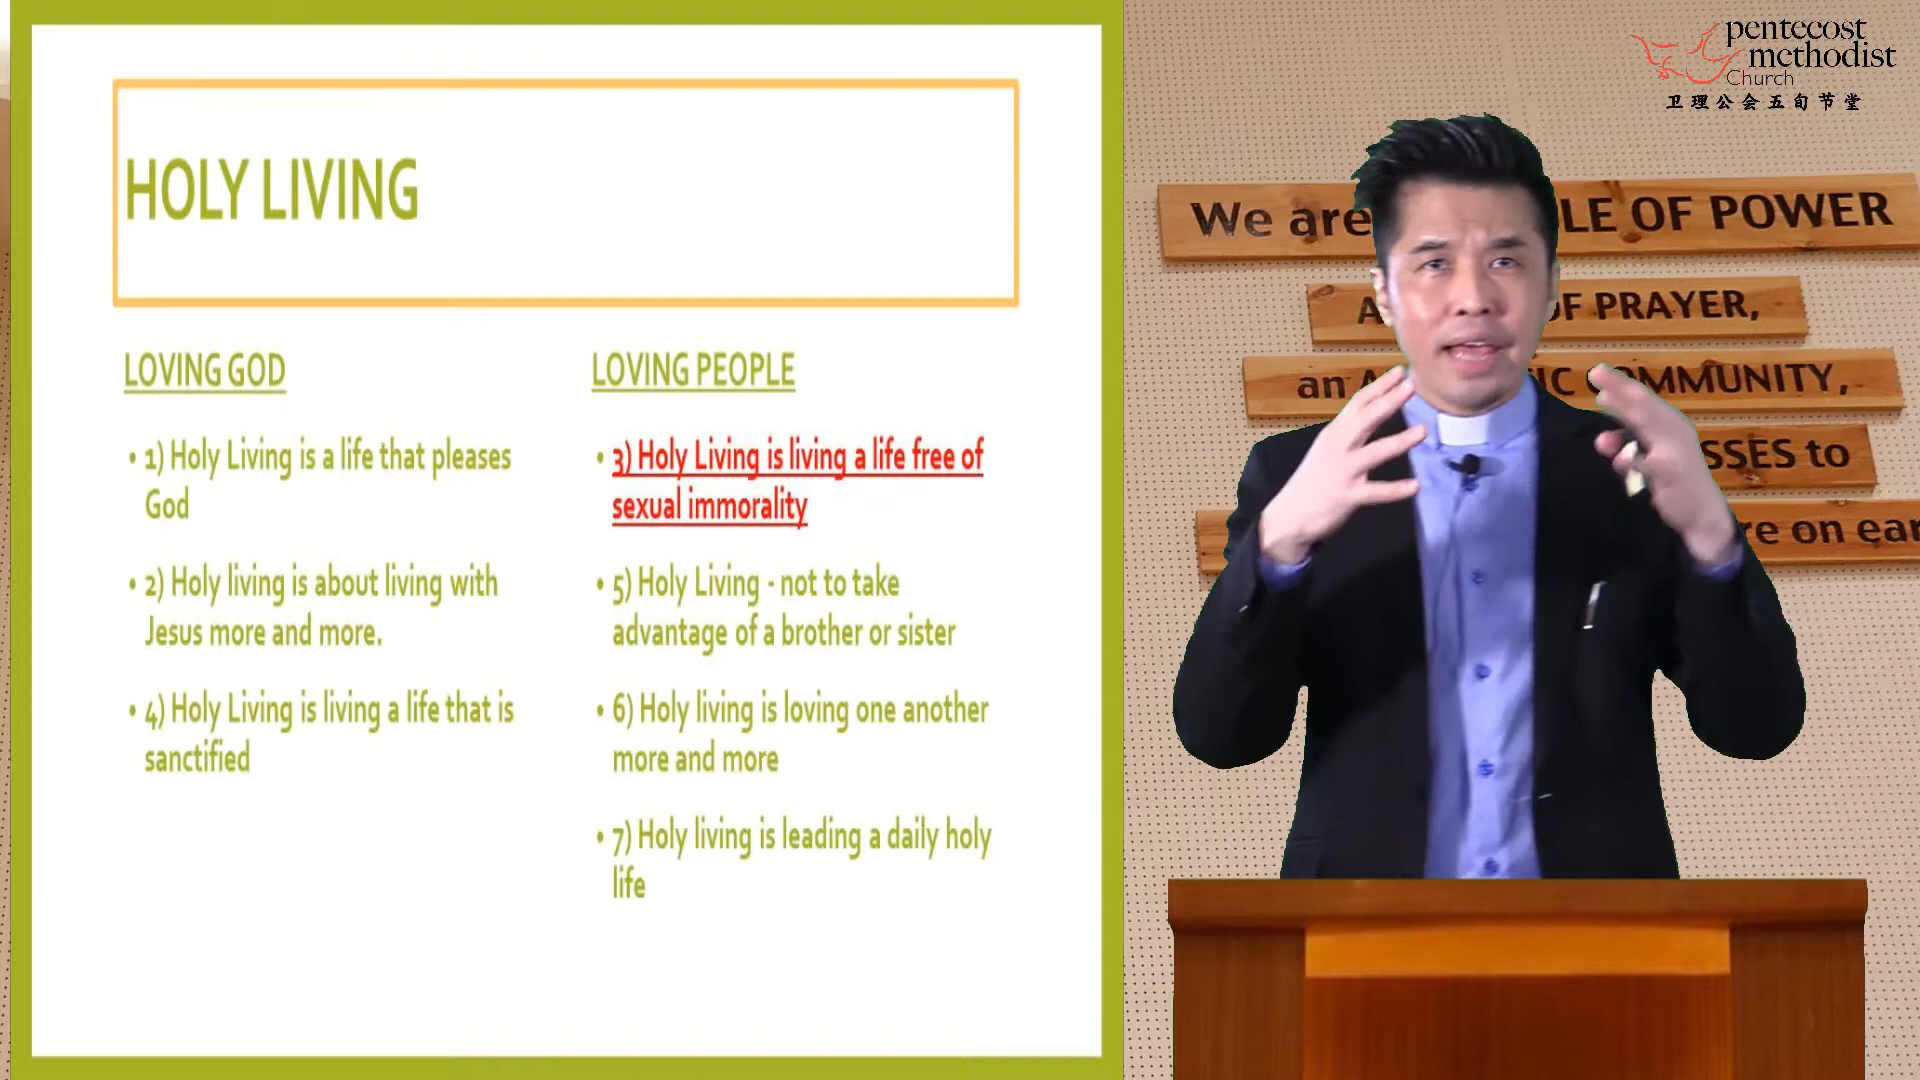 HOLY LIVING
LOVING GOD
• 1) Holy Living is a life that pleases
God
• 2) Holy living is about living with
Jesus more and more.
• 4) Holy Living is living a life that is
sanctified
LOVING PEOPLE
• 3) Holy Living is living a life free of
sexual immorality
• 5) Holy Living - not to take
advantage of a brother or sister
• 6) Holy living is loving one another
more and more
• 7) Holy living is leading a daily holy
life
pentecost
methodist
Church
卫理公会五旬节堂
We are LE OF POWER
A OF PRAYER,
an A IC COMMUNITY,
SSES to
re on ear